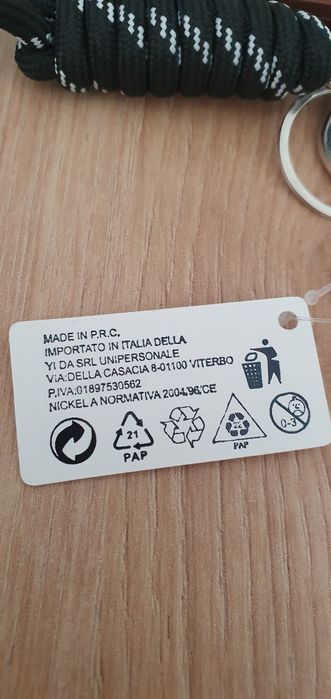 MADE IN P.R.C.
IMPORTATO IN ITALIA DELLA
YI DA SRL UNIPERSONALE
VIA:DELLA CASACIA 8-01100 VITERBO
P,IVA:01897530562
NICKEL A NORMATIVA 2004,96/CE
21
PAP
22
PAP
0-3